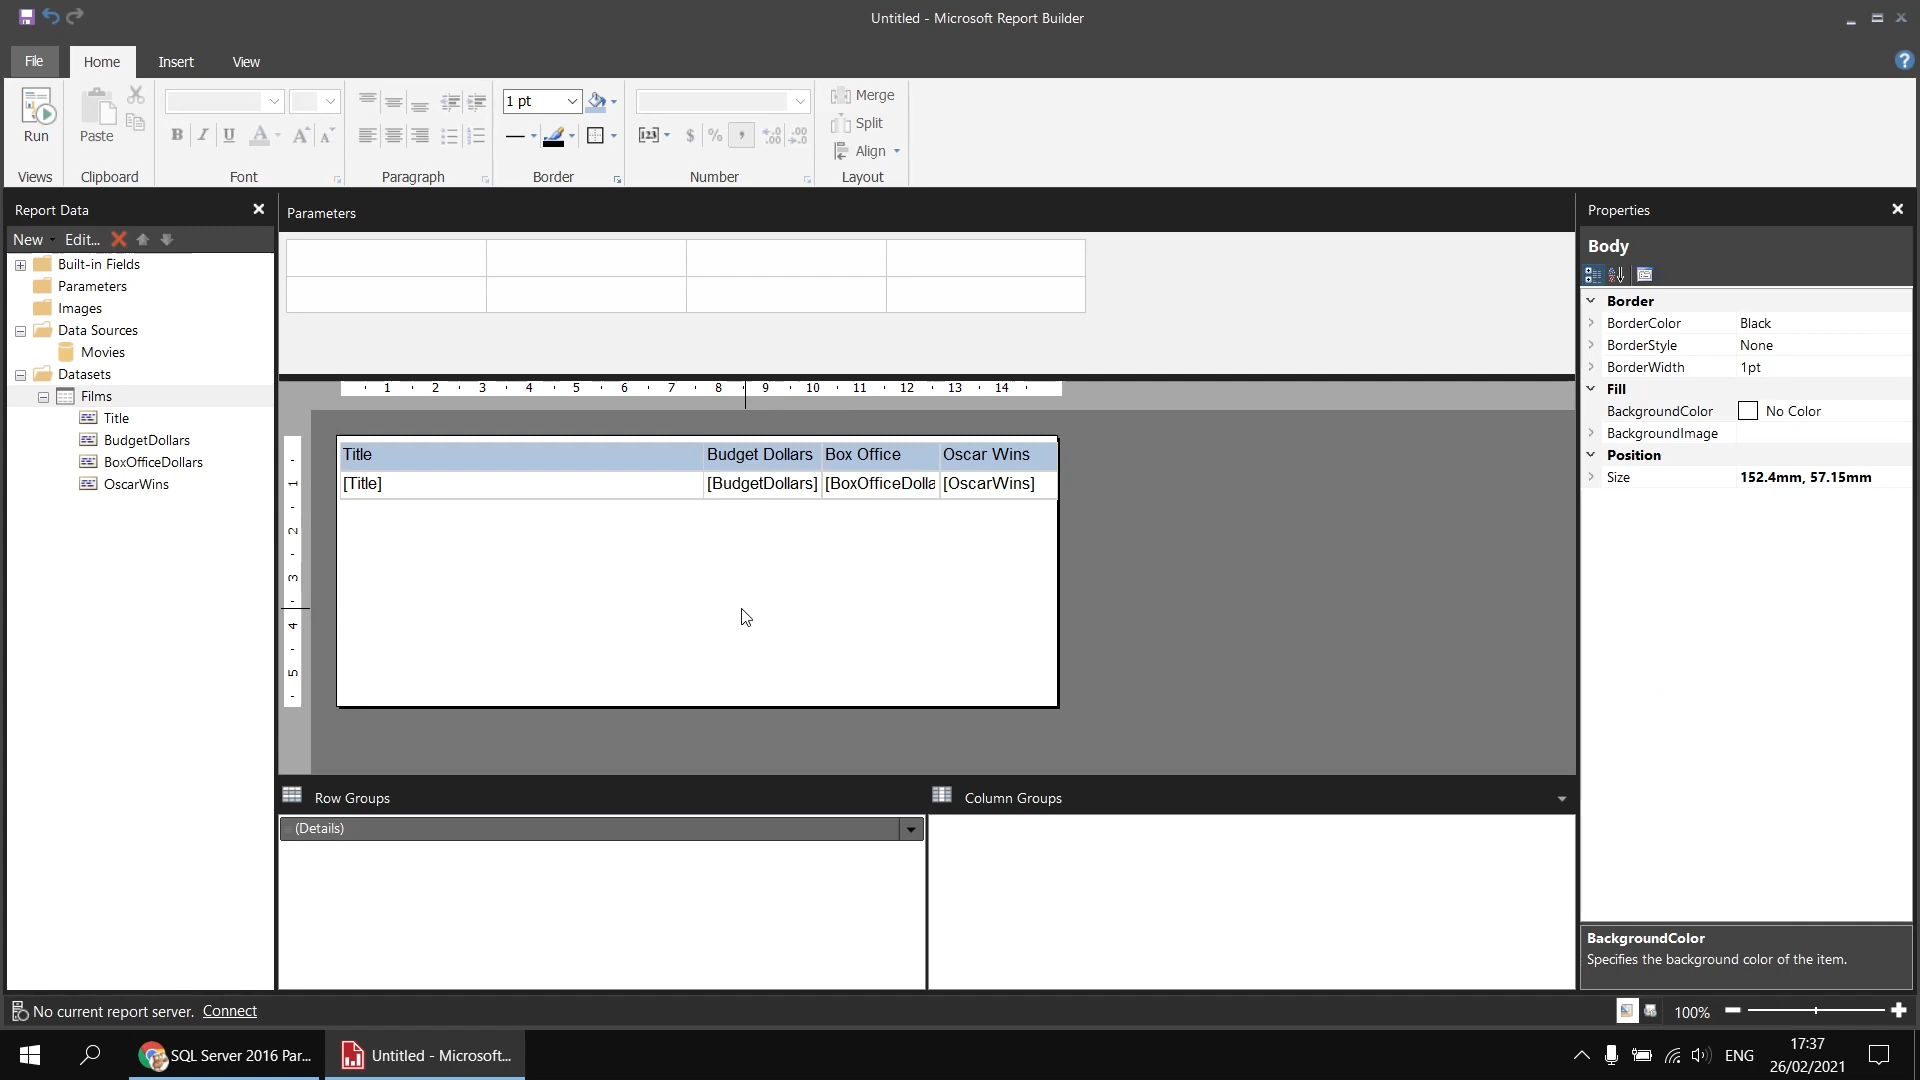 Untitled - Microsoft Report Builder
File
Home
Insert
View
Run
Paste
1 pt
Merge
Split
Align
Views
Clipboard
Font
Paragraph
Border
Number
Layout
Report Data
New
Edit...
Built-in Fields
Parameters
Images
Data Sources
Movies
Datasets
Films
Title
BudgetDollars
BoxOfficeDollars
OscarWins
Parameters
1 2 3 4 5 6 7 8 9 10 11 12 13 14
1
2
3
4
5
Title Budget Dollars Box Office Oscar Wins
[Title] [BudgetDollars] [BoxOfficeDolla [OscarWins]
Row Groups
(Details)
Column Groups
Properties
Body
Border
BorderColor Black
BorderStyle None
BorderWidth 1pt
Fill
BackgroundColor No Color
BackgroundImage
Position
Size 152.4mm, 57.15mm
BackgroundColor
Specifies the background color of the item.
No current report server. Connect
100%
SQL Server 2016 Par...
Untitled - Microsoft...
ENG
17:37
26/02/2021